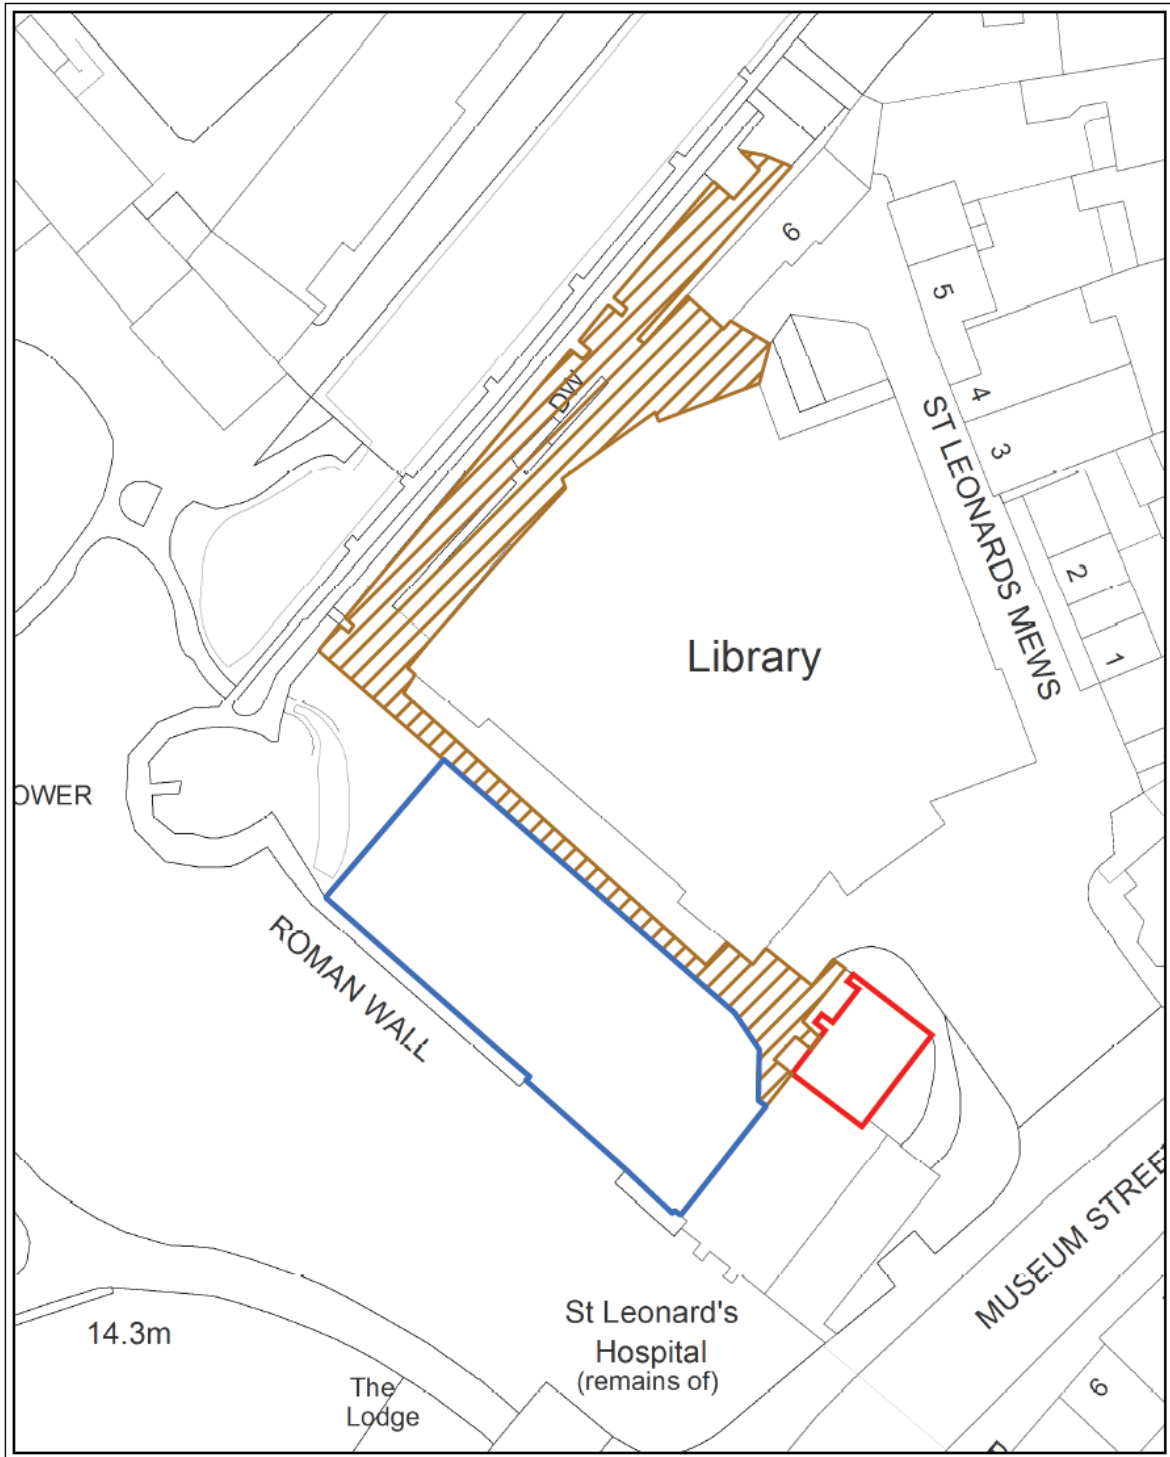 6
5
DW
4
ST LEONARDS MEWS
3
2
Library
1
OWER
ROMAN WALL
MUSEUM STREE
St Leonard's
Hospital
(remains of)
14.3m
The
Lodge
6